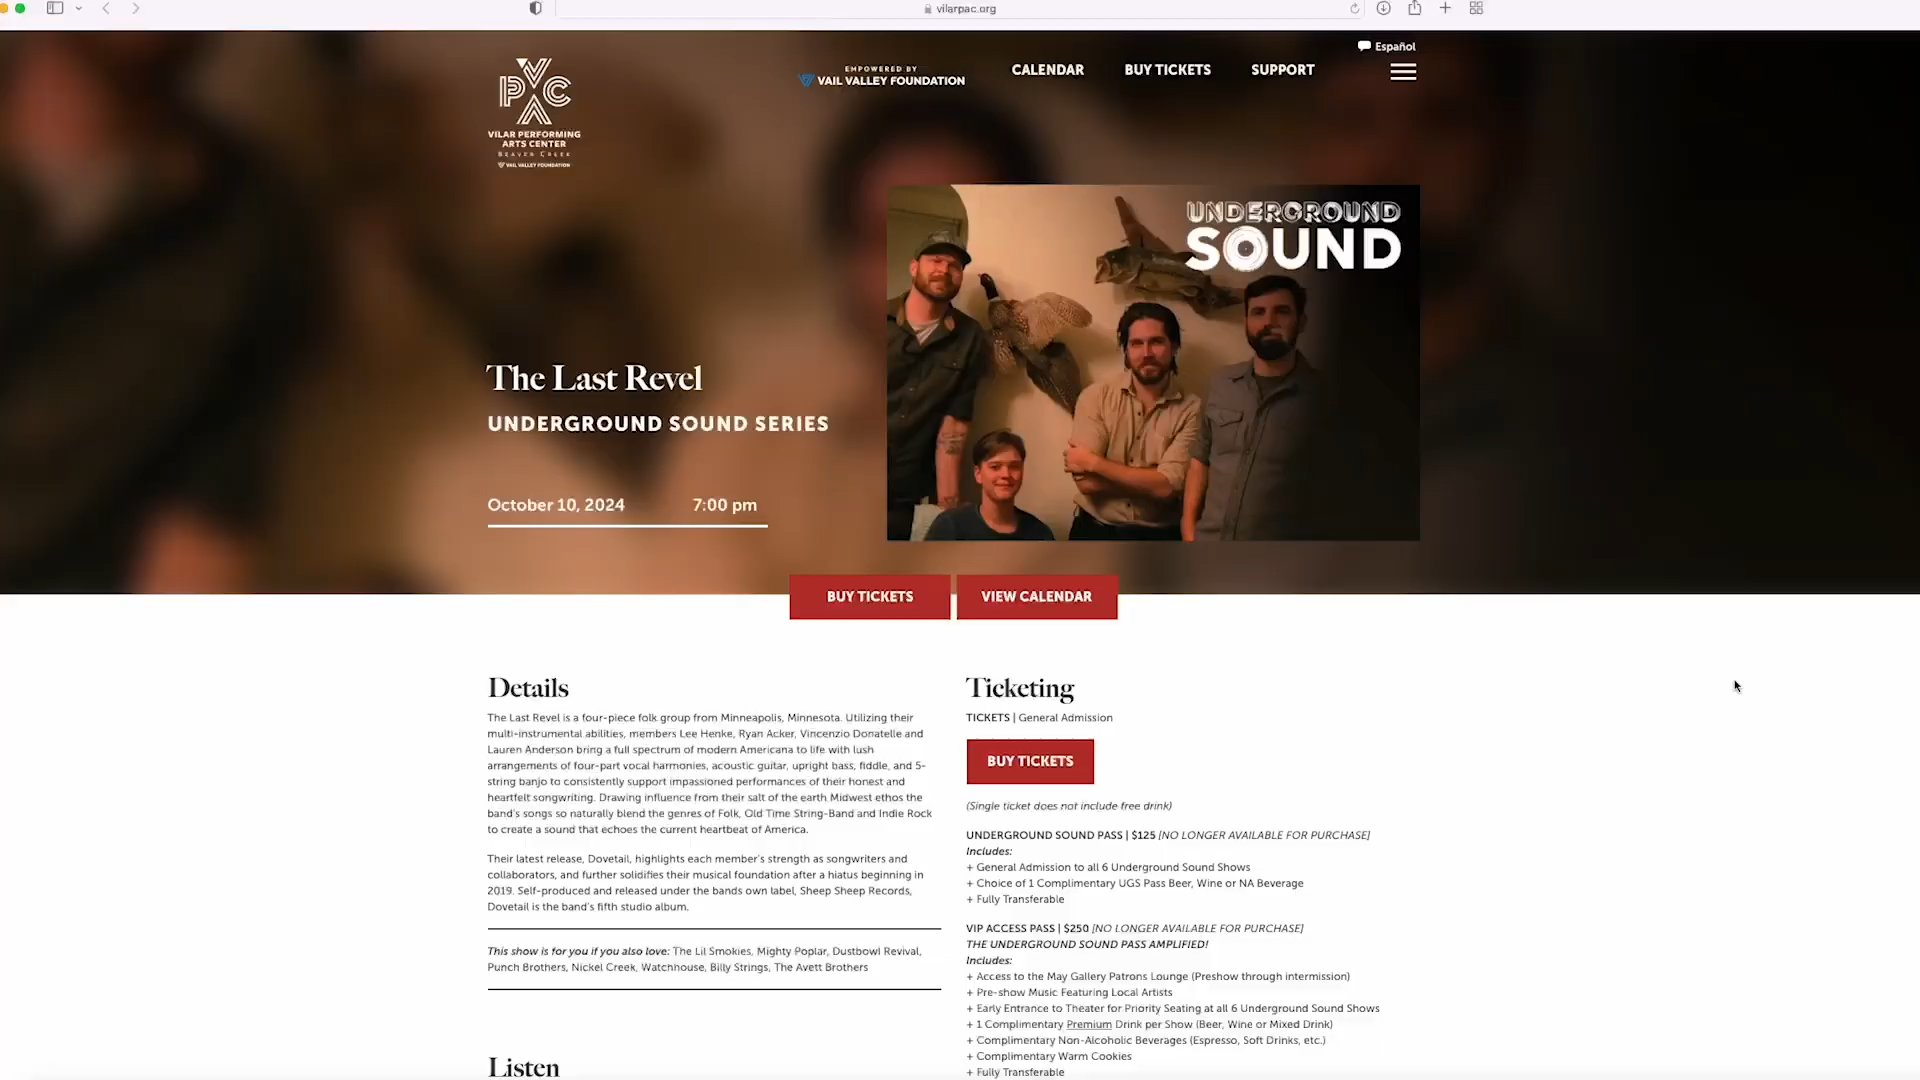 vilarpac.org
Español
EMPOWERED BY
VAIL VALLEY FOUNDATION
CALENDAR
BUY TICKETS
SUPPORT
PVAC
VILAR PERFORMING
ARTS CENTER
BEAVER CREEK
VAIL VALLEY FOUNDATION
UNDERGROUND
SOUND
The Last Revel
UNDERGROUND SOUND SERIES
October 10, 2024 7:00 pm
BUY TICKETS
VIEW CALENDAR
Details
The Last Revel is a four-piece folk group from Minneapolis, Minnesota. Utilizing their
multi-instrumental abilities, members Lee Henke, Ryan Acker, Vincenzio Donatelle and
Lauren Anderson bring a full spectrum of modern Americana to life with lush
arrangements of four-part vocal harmonies, acoustic guitar, upright bass, fiddle, and 5-
string banjo to consistently support impassioned performances of their honest and
heartfelt songwriting. Drawing influence from their salt of the earth Midwest ethos the
band's songs so naturally blend the genres of Folk, Old Time String-Band and Indie Rock
to create a sound that echoes the current heartbeat of America.
Their latest release, Dovetail, highlights each member's strength as songwriters and
collaborators, and further solidifies their musical foundation after a hiatus beginning in
2019. Self-produced and released under the bands own label, Sheep Sheep Records,
Dovetail is the band's fifth studio album.
This show is for you if you also love: The Lil Smokies, Mighty Poplar, Dustbowl Revival,
Punch Brothers, Nickel Creek, Watchhouse, Billy Strings, The Avett Brothers
Listen
Ticketing
TICKETS | General Admission
BUY TICKETS
(Single ticket does not include free drink)
UNDERGROUND SOUND PASS | $125 [NO LONGER AVAILABLE FOR PURCHASE]
Includes:
+ General Admission to all 6 Underground Sound Shows
+ Choice of 1 Complimentary UGS Pass Beer, Wine or NA Beverage
+ Fully Transferable
VIP ACCESS PASS | $250 [NO LONGER AVAILABLE FOR PURCHASE]
THE UNDERGROUND SOUND PASS AMPLIFIED!
Includes:
+ Access to the May Gallery Patrons Lounge (Preshow through intermission)
+ Pre-show Music Featuring Local Artists
+ Early Entrance to Theater for Priority Seating at all 6 Underground Sound Shows
+ 1 Complimentary Premium Drink per Show (Beer, Wine or Mixed Drink)
+ Complimentary Non-Alcoholic Beverages (Espresso, Soft Drinks, etc.)
+ Complimentary Warm Cookies
+ Fully Transferable